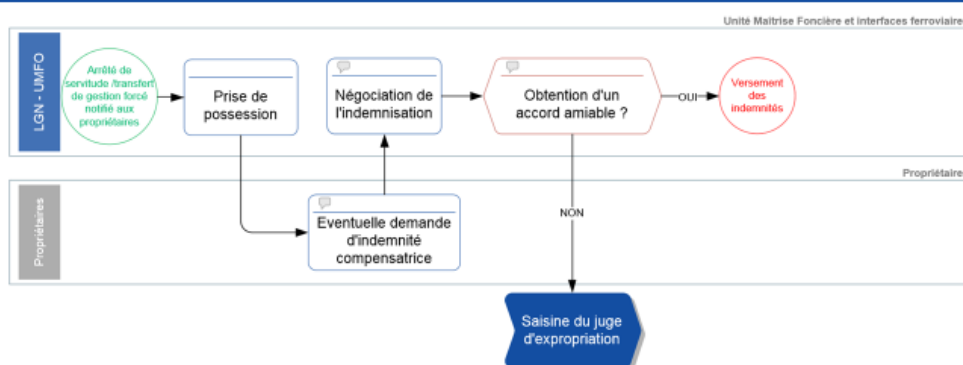 Unité Maîtrise Foncière et interfaces ferroviaire
LGN - UMFO
Arrêté de
servitude /transfert
de gestion forcé
notifié aux
propriétaires
Prise de
possession
Négociation de
l'indemnisation
Obtention d'un
accord amiable ?
OUI
Versement
des
indemnités
Propriétaire
Propriétaires
Eventuelle demande
d'indemnité
compensatrice
NON
Saisine du juge
d'expropriation